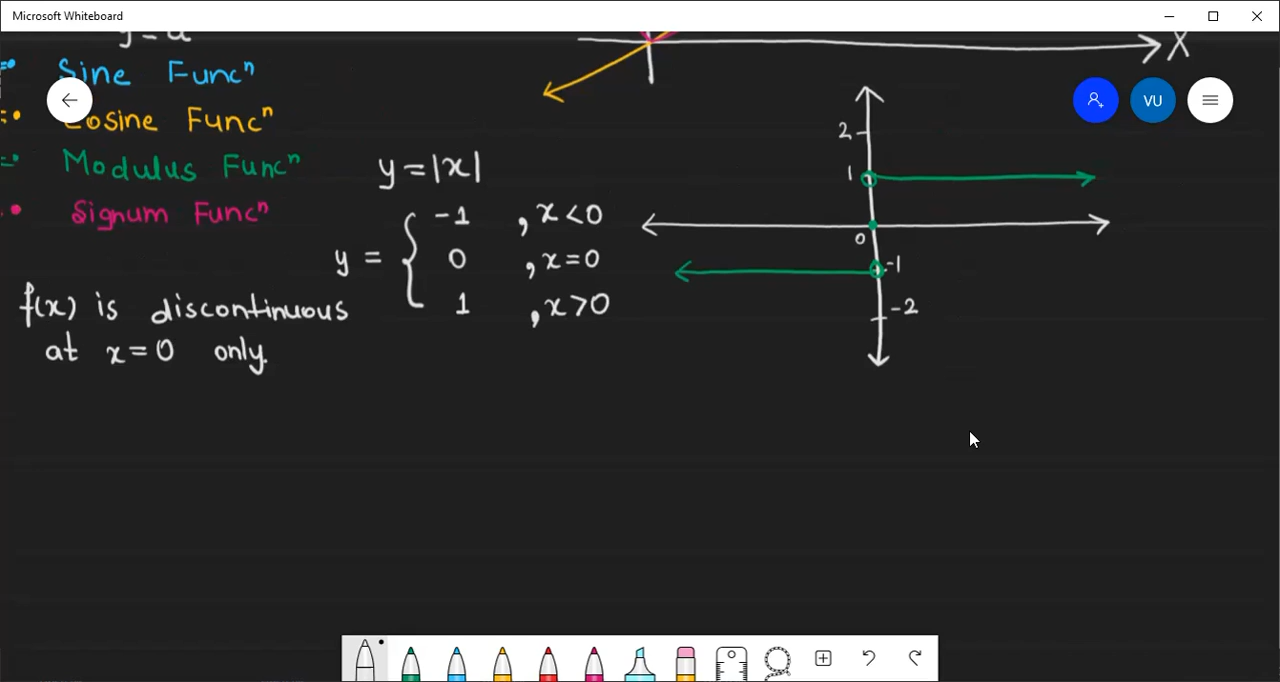 Microsoft Whiteboard
X
Sine Funcⁿ
Cosine Funcⁿ
VU
2
Modulus Funcⁿ
y=|x|
1
Signum Funcⁿ
y = { -1 , x<0
0 , x=0
1 , x>0
0
-1
-2
f(x) is discontinuous
at x=0 only.